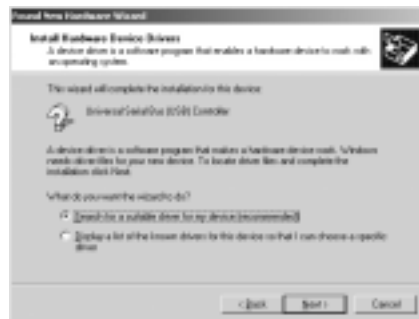 Found New Hardware Wizard
Install Hardware Device Drivers
A device driver is a software program that enables a hardware device to work with
an operating system.
This wizard will complete the installation for this device:
Universal Serial Bus (USB) Controller
A device driver is a software program that makes a hardware device work. Windows
needs driver files for your new device. To locate driver files and complete the
installation click Next.
What do you want the wizard to do?
Search for a suitable driver for my device (recommended)
Display a list of the known drivers for this device so that I can choose a specific
driver
< Back
Next >
Cancel